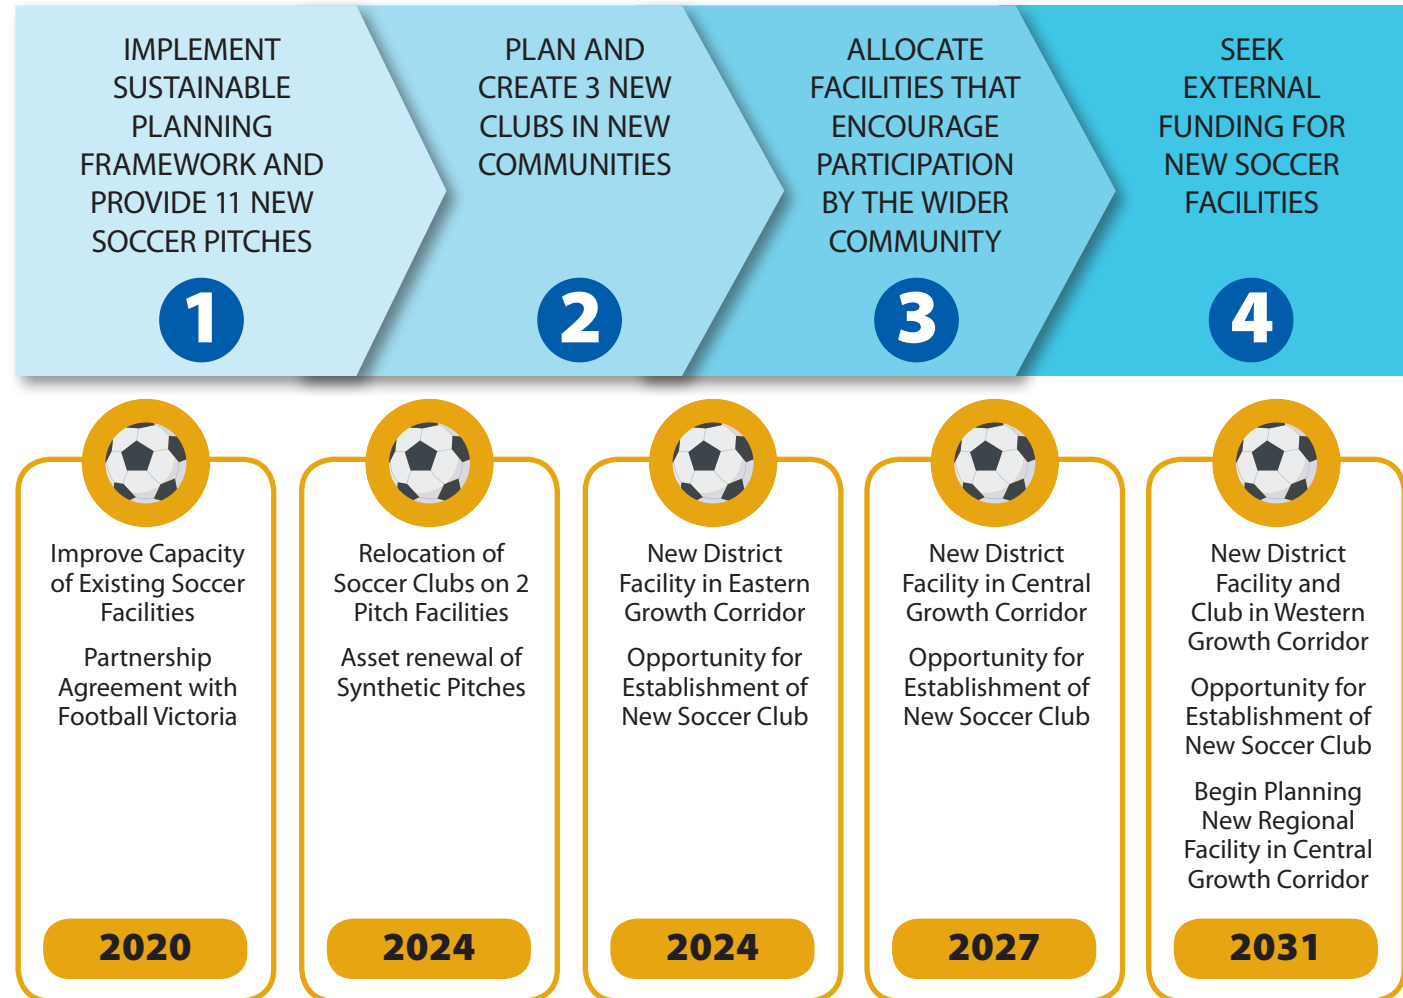 IMPLEMENT
SUSTAINABLE
PLANNING
FRAMEWORK AND
PROVIDE 11 NEW
SOCCER PITCHES
1
PLAN AND
CREATE 3 NEW
CLUBS IN NEW
COMMUNITIES
2
ALLOCATE
FACILITIES THAT
ENCOURAGE
PARTICIPATION
BY THE WIDER
COMMUNITY
3
SEEK
EXTERNAL
FUNDING FOR
NEW SOCCER
FACILITIES
4
Improve Capacity
of Existing Soccer
Facilities
Partnership
Agreement with
Football Victoria
2020
Relocation of
Soccer Clubs on 2
Pitch Facilities
Asset renewal of
Synthetic Pitches
2024
New District
Facility in Eastern
Growth Corridor
Opportunity for
Establishment of
New Soccer Club
2024
New District
Facility in Central
Growth Corridor
Opportunity for
Establishment of
New Soccer Club
2027
New District
Facility and
Club in Western
Growth Corridor
Opportunity for
Establishment of
New Soccer Club
Begin Planning
New Regional
Facility in Central
Growth Corridor
2031